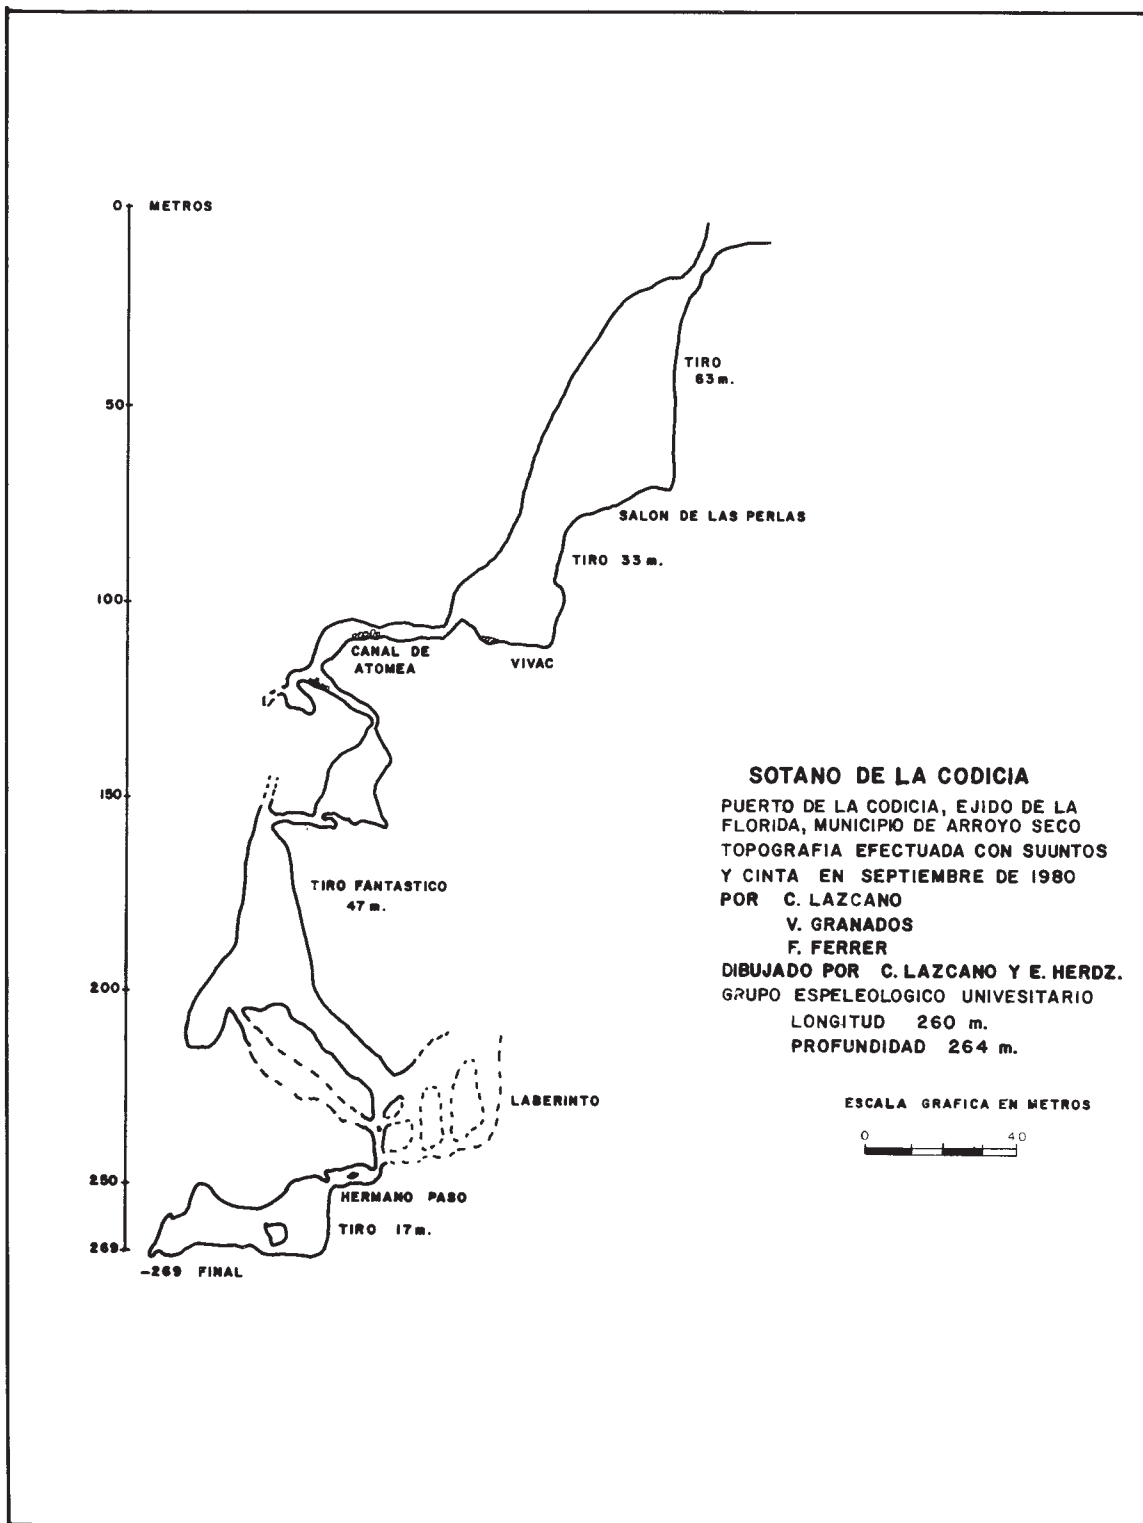 0 METROS
TIRO
63 m.
50
SALON DE LAS PERLAS
TIRO 33 m.
100
CANAL DE
ATOMEA
VIVAC
150
SOTANO DE LA CODICIA
PUERTO DE LA CODICIA, EJIDO DE LA
FLORIDA, MUNICIPIO DE ARROYO SECO
TOPOGRAFIA EFECTUADA CON SUUNTOS
Y CINTA EN SEPTIEMBRE DE 1980
POR C. LAZCANO
V. GRANADOS
F. FERRER
DIBUJADO POR C. LAZCANO Y E. HERDZ.
GRUPO ESPELEOLOGICO UNIVESITARIO
LONGITUD 260 m.
PROFUNDIDAD 264 m.
TIRO FANTASTICO
47 m.
200
LABERINTO
ESCALA GRAFICA EN METROS
0 40
250
HERMANO PASO
TIRO 17 m.
269
-269 FINAL